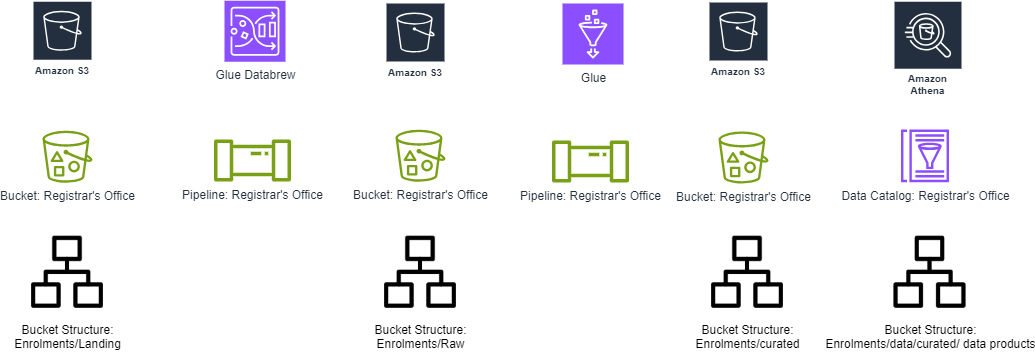 Amazon S3
Glue Databrew
Amazon S3
Glue
Amazon S3
Amazon
Athena
Bucket: Registrar's Office
Pipeline: Registrar's Office
Bucket: Registrar's Office
Pipeline: Registrar's Office
Bucket: Registrar's Office
Data Catalog: Registrar's Office
Bucket Structure:
Enrolments/Landing
Bucket Structure:
Enrolments/Raw
Bucket Structure:
Enrolments/curated
Bucket Structure:
Enrolments/data/curated/ data products